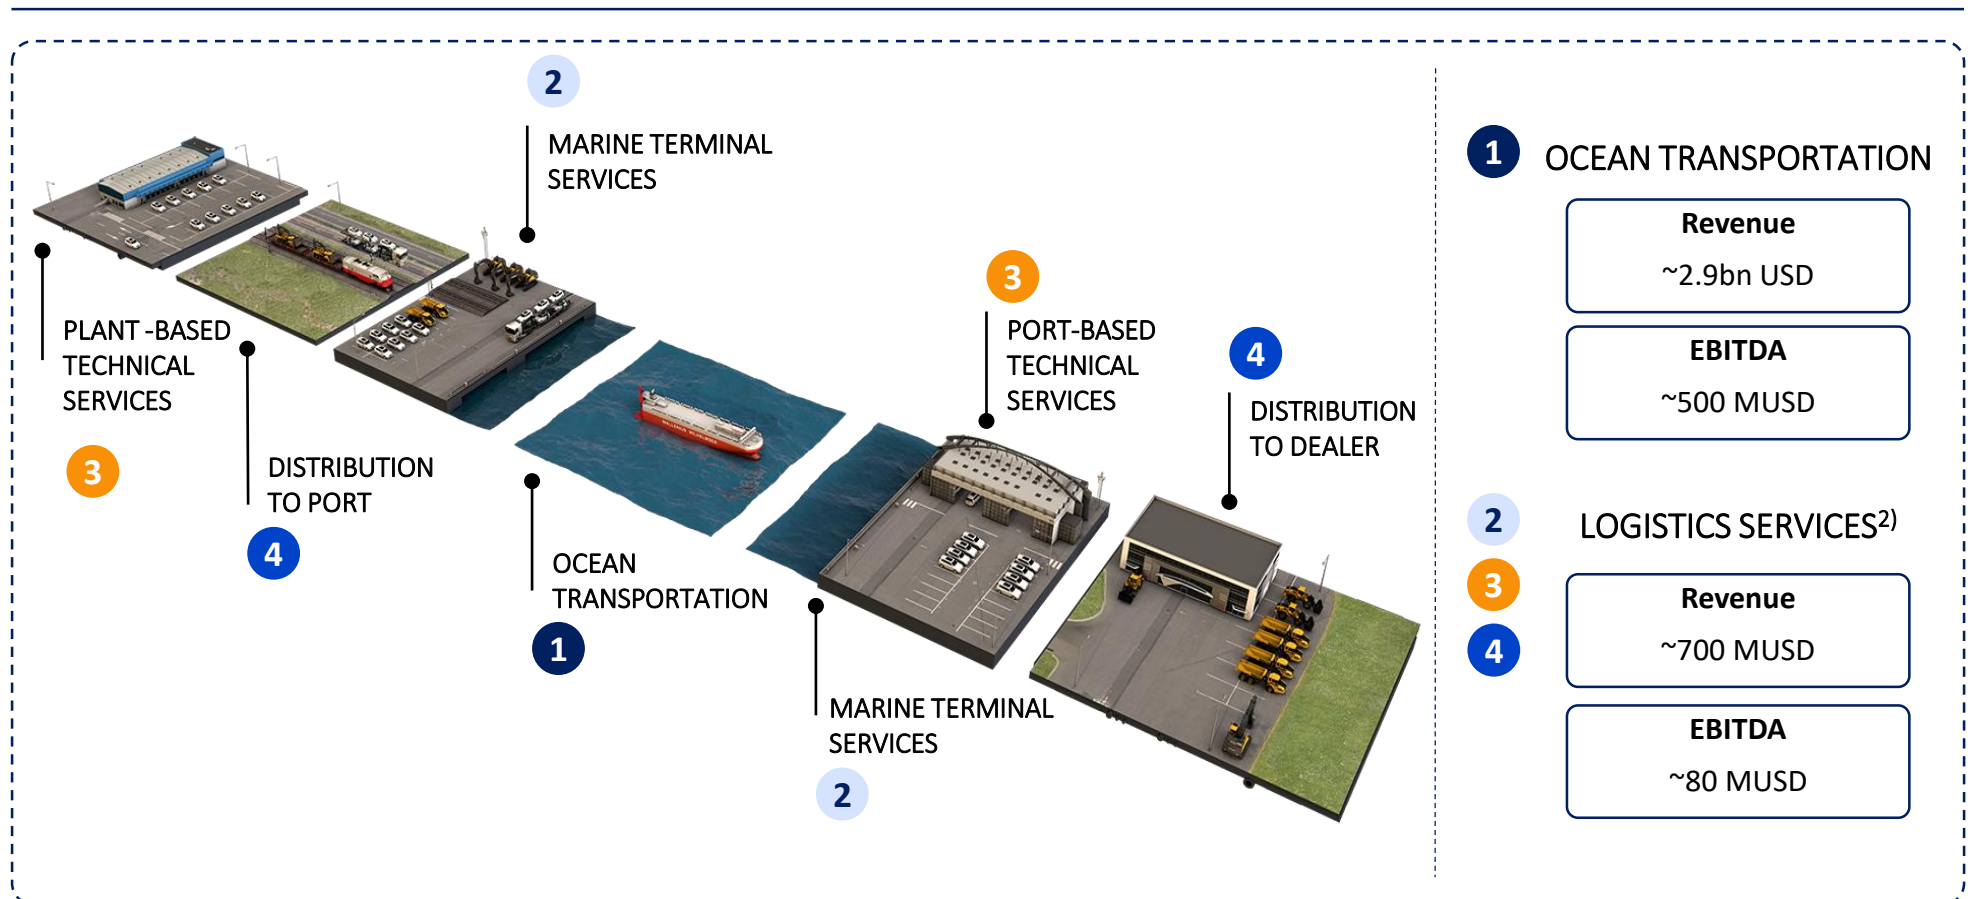 2
MARINE TERMINAL
SERVICES
PLANT -BASED
TECHNICAL
SERVICES
3
DISTRIBUTION
TO PORT
4
WALLENIUS WILHELMSEN
OCEAN
TRANSPORTATION
1
3
PORT-BASED
TECHNICAL
SERVICES
MARINE TERMINAL
SERVICES
2
4
DISTRIBUTION
TO DEALER
1 OCEAN TRANSPORTATION
Revenue
~2.9bn USD
EBITDA
~500 MUSD
2 LOGISTICS SERVICES²⁾
3
4
Revenue
~700 MUSD
EBITDA
~80 MUSD